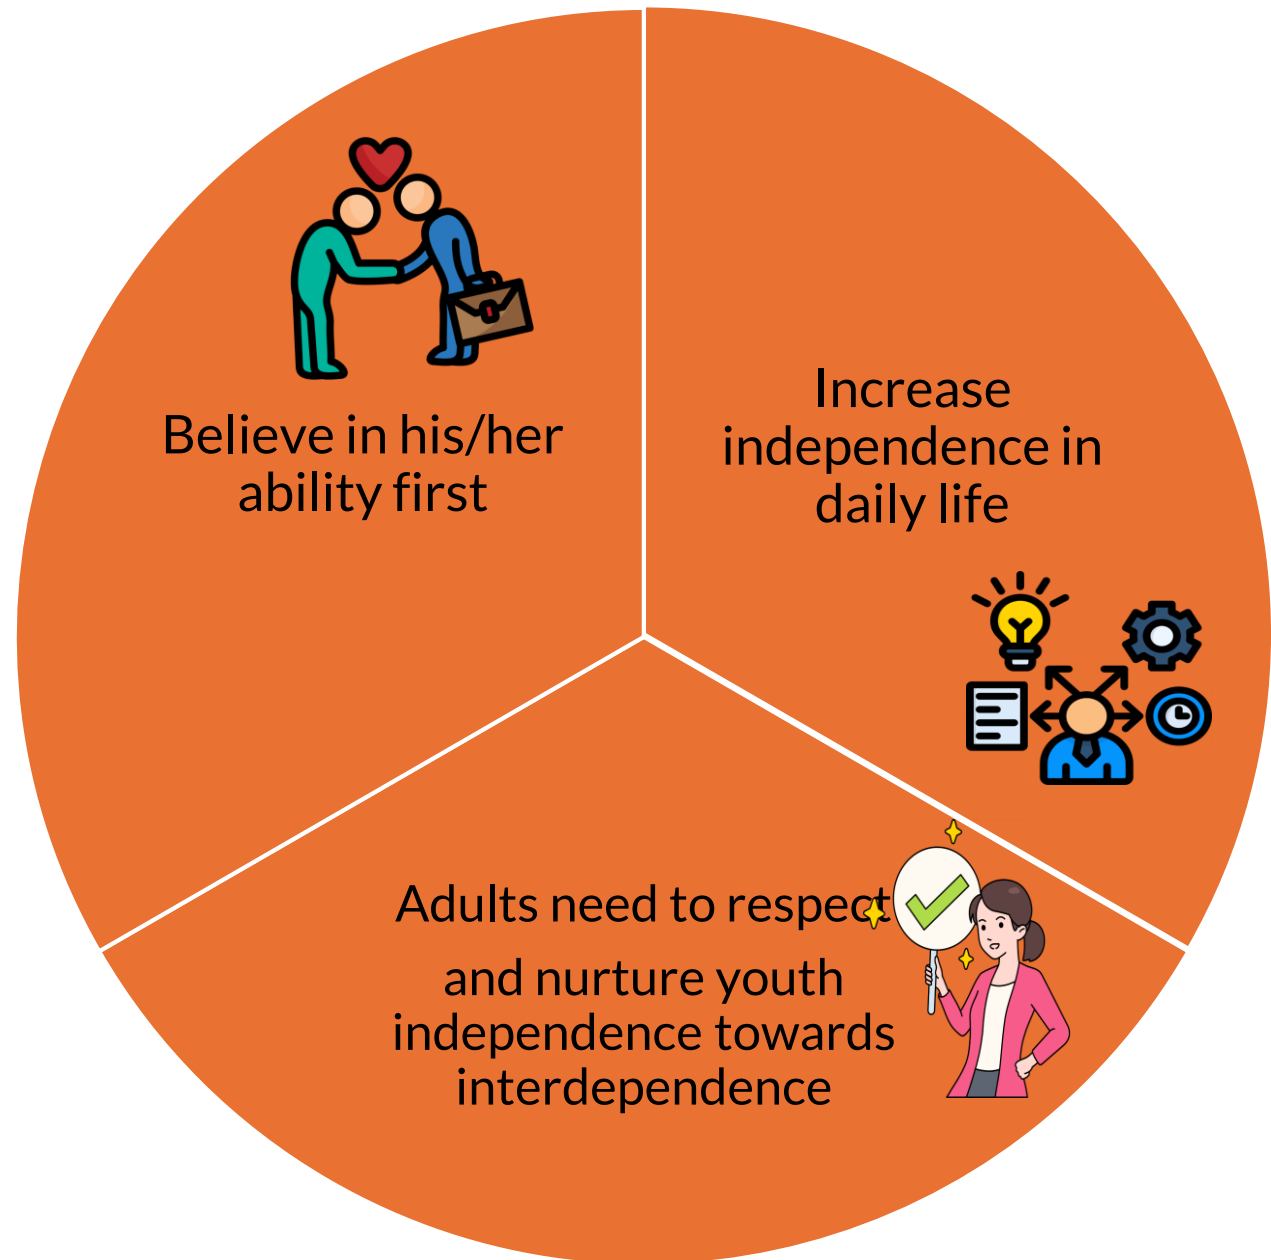 Believe in his/her
ability first
Increase
independence in
daily life
Adults need to respect
and nurture youth
independence towards
interdependence